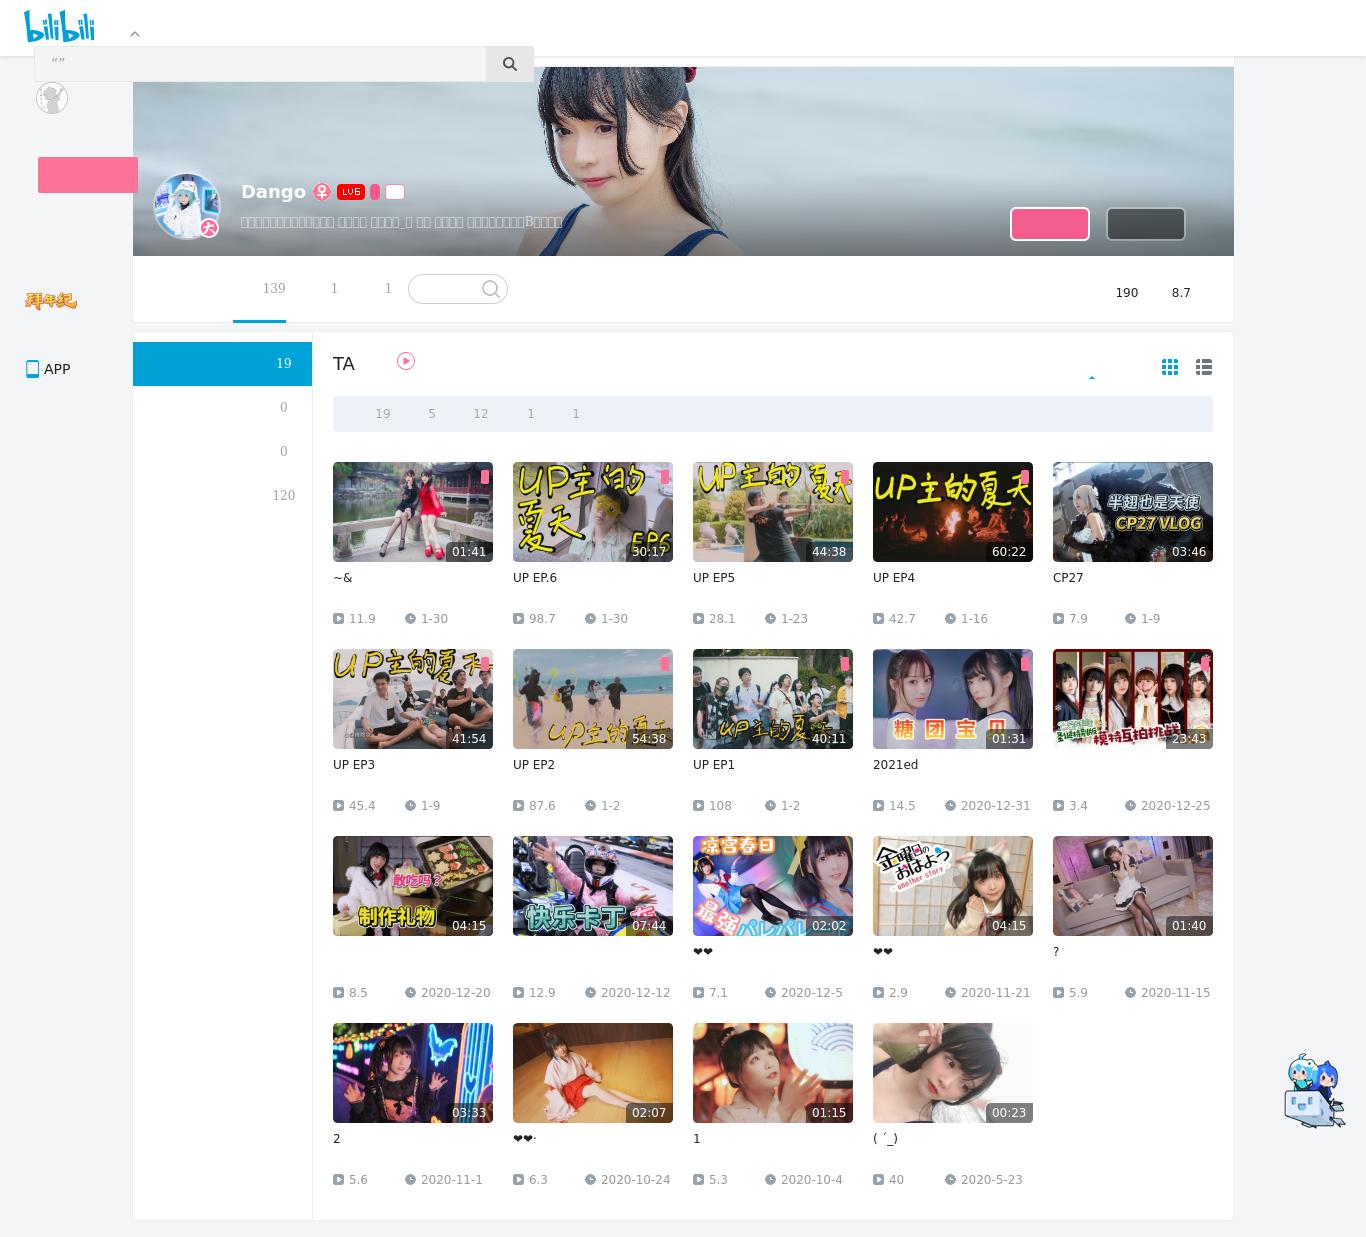 bilibili
“”
Dango LV6
B
139 1 1 190 8.7
拜年纪
APP
19
0
0
120
TA
19 5 12 1 1
01:41
UP主的夏天 EP6 30:17
UP主的夏天 44:38
UP主的夏天 60:22
半翅也是天使
CP27 VLOG
03:46
~& UP EP.6 UP EP5 UP EP4 CP27
11.9 1-30 98.7 1-30 28.1 1-23 42.7 1-16 7.9 1-9
UP主的夏天 41:54
UP主的夏天 54:38
UP主的夏天 40:11
糖团宝贝 01:31
模特互拍挑战 23:43
UP EP3 UP EP2 UP EP1 2021ed
45.4 1-9 87.6 1-2 108 1-2 14.5 2020-12-31 3.4 2020-12-25
敢吃吗?
制作礼物
04:15
快乐卡丁
07:44
凉宫春日
最强パレパレ
02:02
金曜日のおはよう
-another story-
04:15
01:40
❤❤ ❤❤ ?
8.5 2020-12-20 12.9 2020-12-12 7.1 2020-12-5 2.9 2020-11-21 5.9 2020-11-15
03:33 02:07 01:15 00:23
2 ❤❤· 1 ( ´_)
5.6 2020-11-1 6.3 2020-10-24 5.3 2020-10-4 40 2020-5-23